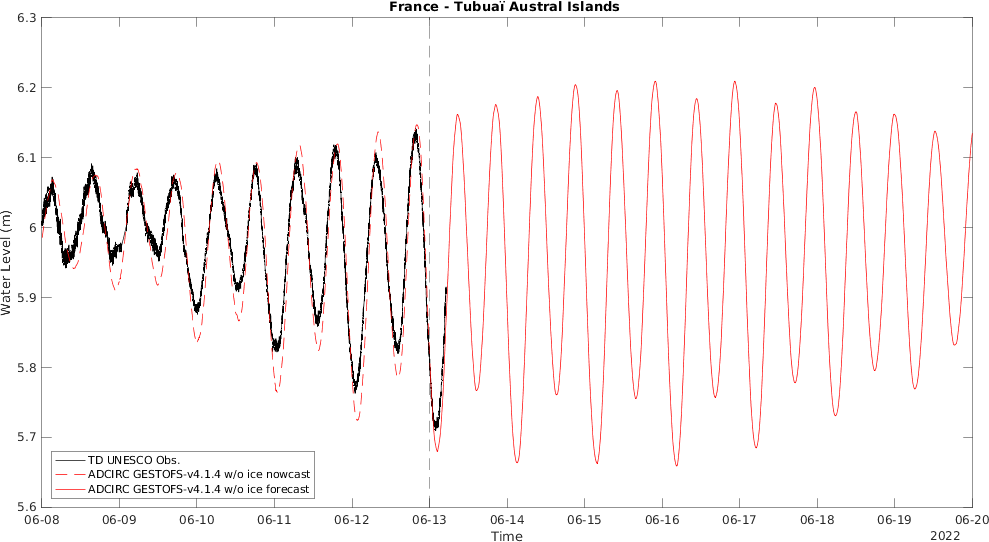 France - Tubuaï Austral Islands
6.3
6.2
6.1
6
5.9
5.8
5.7
5.6
Water Level (m)
TD UNESCO Obs.
ADCIRC GESTOFS-v4.1.4 w/o ice nowcast
ADCIRC GESTOFS-v4.1.4 w/o ice forecast
06-08 06-09 06-10 06-11 06-12 06-13 06-14 06-15 06-16 06-17 06-18 06-19 06-20
Time
2022